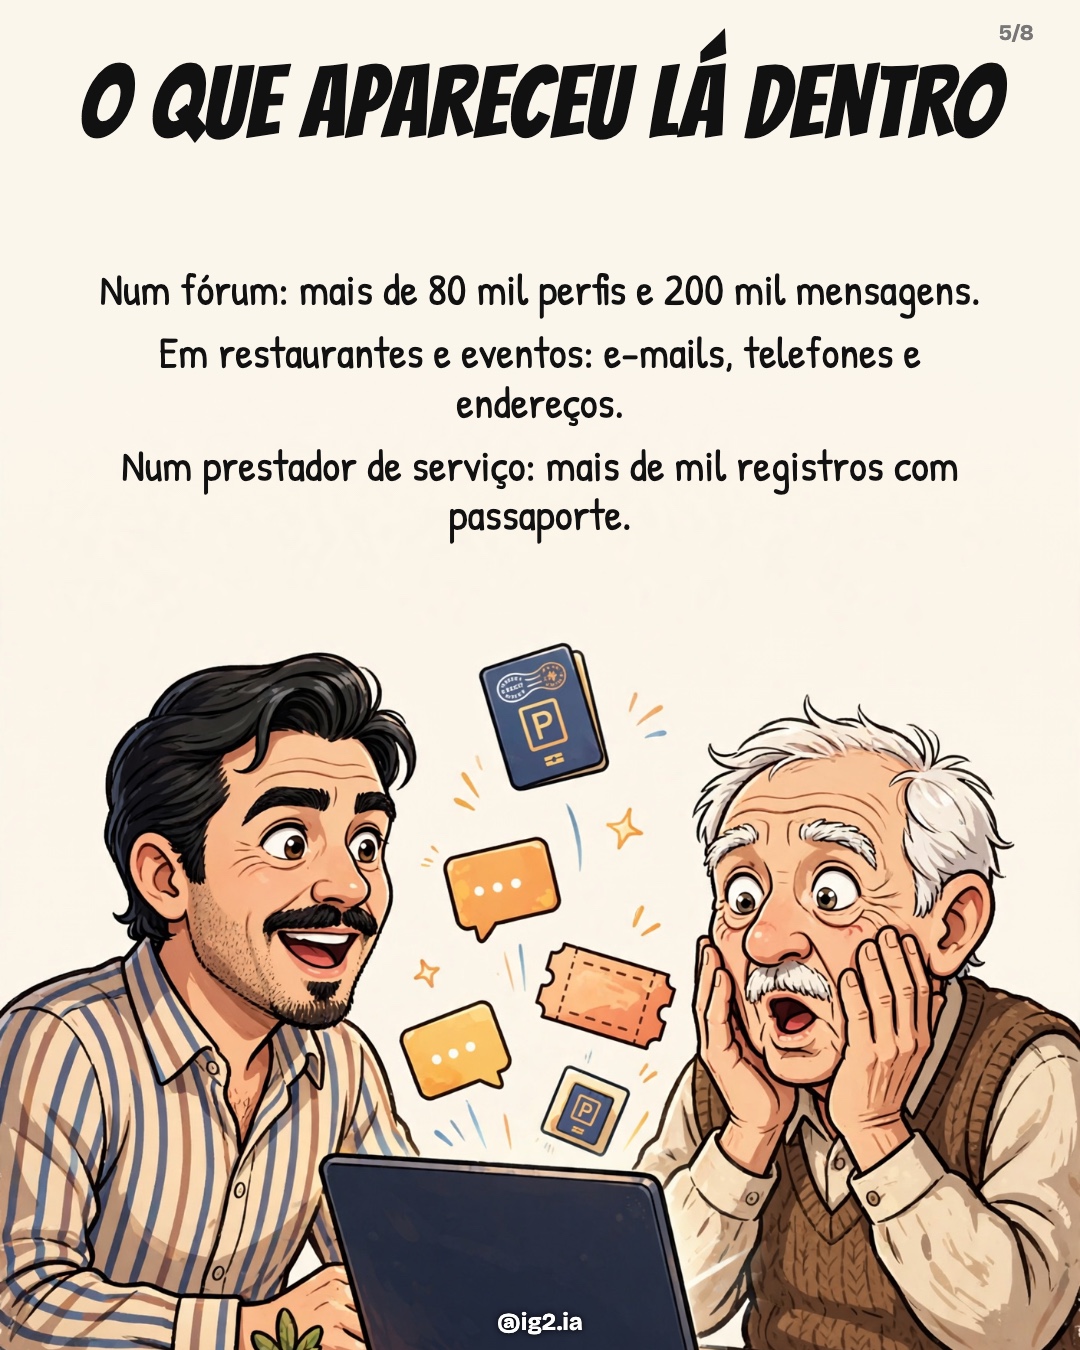 5/8
O QUE APARECEU LÁ DENTRO
Num fórum: mais de 80 mil perfis e 200 mil mensagens.
Em restaurantes e eventos: e-mails, telefones e
endereços.
Num prestador de serviço: mais de mil registros com
passaporte.
P
P
@ig2.ia